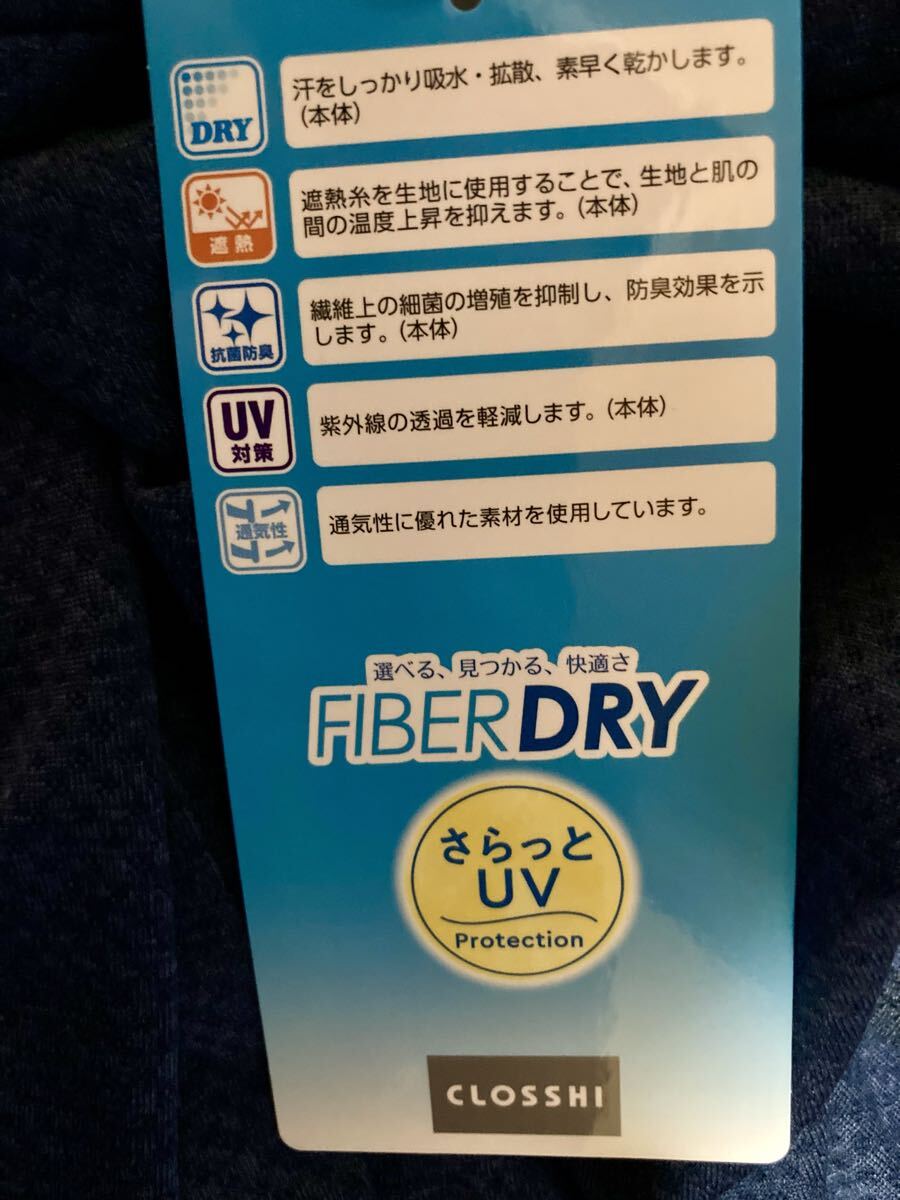 DRY
汗をしっかり吸水・拡散、素早く乾かします。
(本体)
遮熱
遮熱糸を生地に使用することで、生地と肌の
間の温度上昇を抑えます。(本体)
抗菌防臭
繊維上の細菌の増殖を抑制し、防臭効果を示
します。(本体)
UV
対策
紫外線の透過を軽減します。(本体)
通気性
通気性に優れた素材を使用しています。
選べる、見つかる、快適さ
FIBERDRY
さらっと
UV
Protection
CLOSSHI